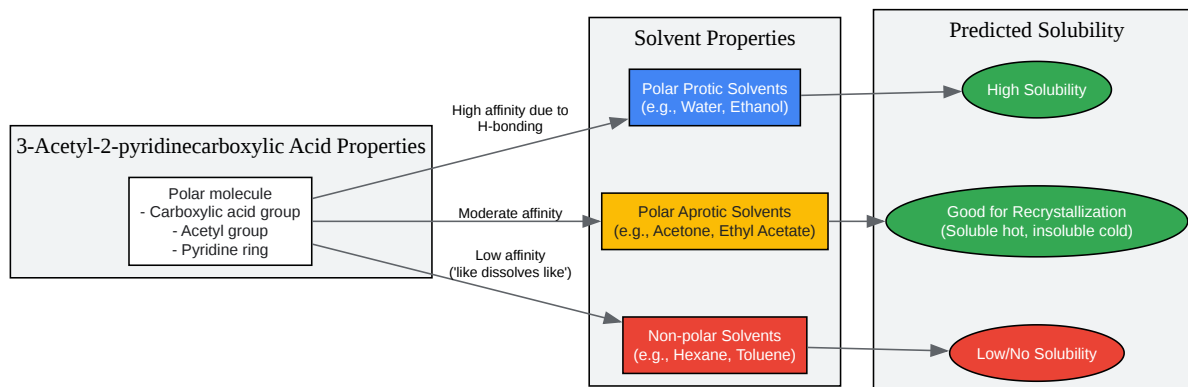 3-Acetyl-2-pyridinecarboxylic Acid Properties
Polar molecule
- Carboxylic acid group
- Acetyl group
- Pyridine ring
High affinity due to
H-bonding
Moderate affinity
Low affinity
('like dissolves like')
Solvent Properties
Polar Protic Solvents
(e.g., Water, Ethanol)
Polar Aprotic Solvents
(e.g., Acetone, Ethyl Acetate)
Non-polar Solvents
(e.g., Hexane, Toluene)
Predicted Solubility
High Solubility
Good for Recrystallization
(Soluble hot, insoluble cold)
Low/No Solubility